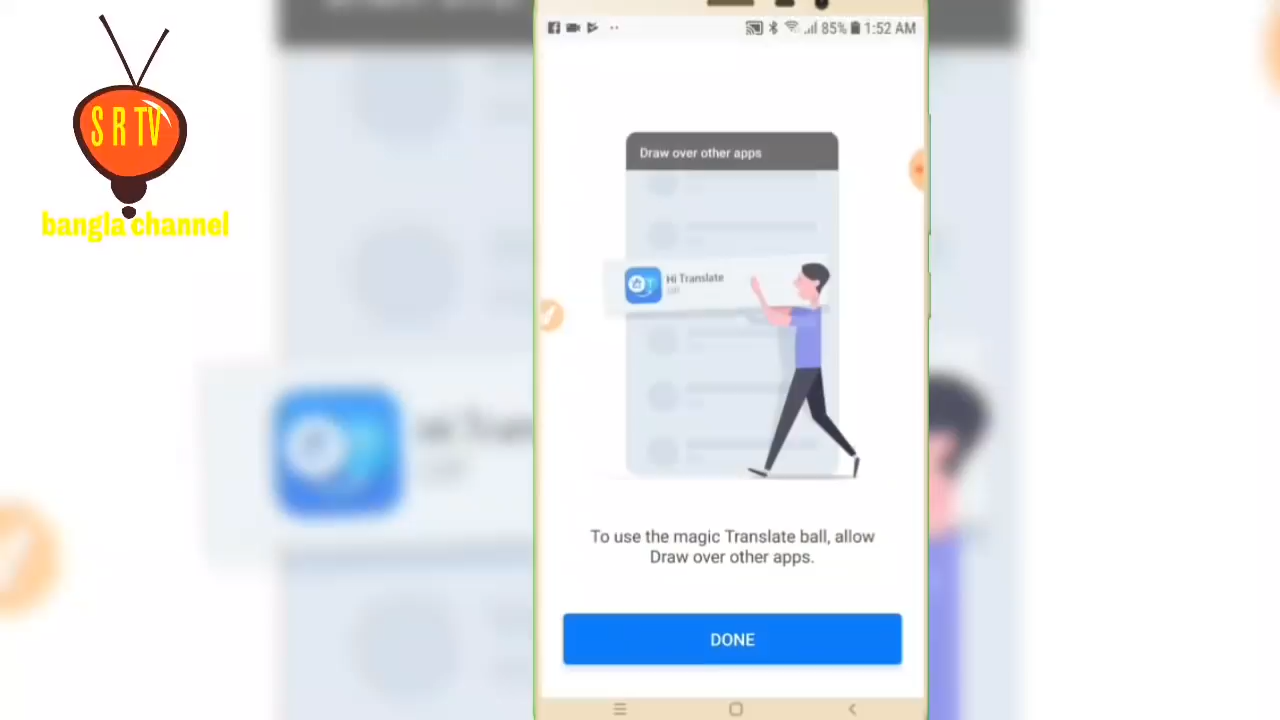 S R TV
bangla channel
85% 1:52 AM
Draw over other apps
Hi Translate
To use the magic Translate ball, allow
Draw over other apps.
DONE